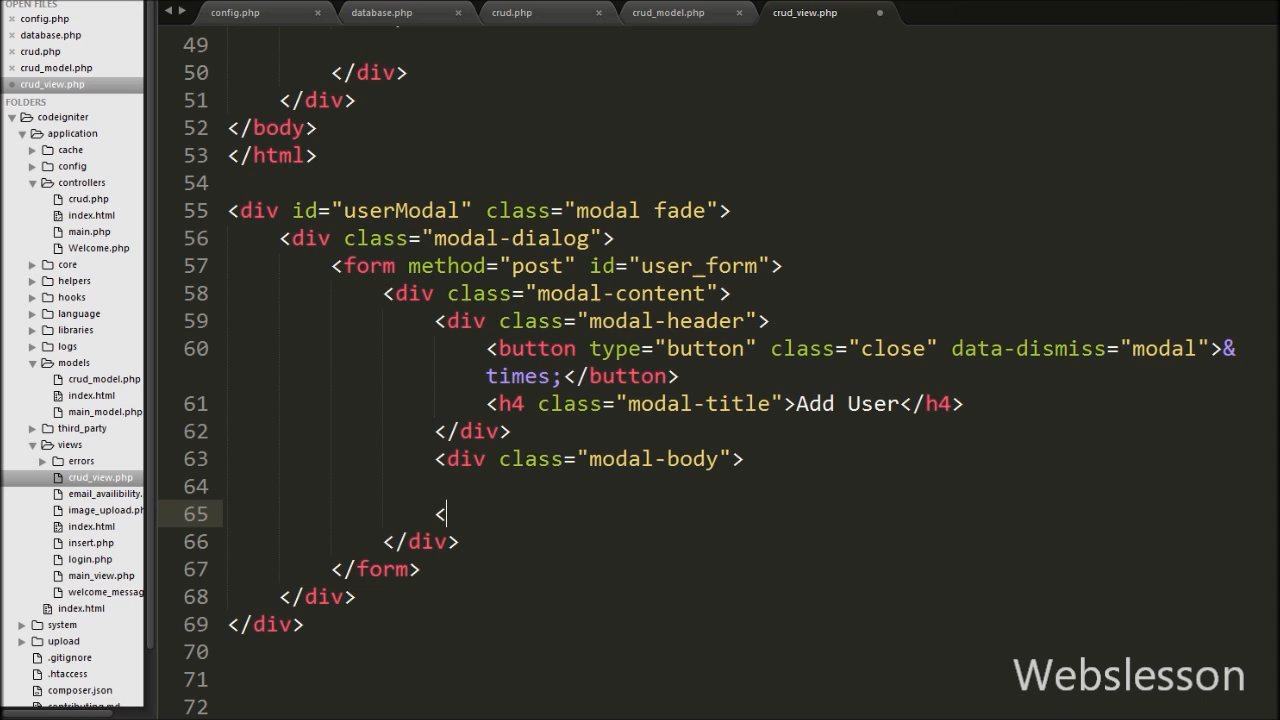 OPEN FILES
config.php
database.php
crud.php
crud_model.php
crud_view.php
FOLDERS
codeigniter
application
cache
config
controllers
crud.php
index.html
main.php
Welcome.php
core
helpers
hooks
language
libraries
logs
models
crud_model.php
index.html
main_model.php
third_party
views
errors
crud_view.php
email_availibility.
image_upload.ph
index.html
insert.php
login.php
main_view.php
welcome_messag
index.html
system
upload
.gitignore
.htaccess
composer.json
contributing.md
config.php × database.php × crud.php × crud_model.php × crud_view.php
49
50 </div>
51 </div>
52 </body>
53 </html>
54
55 <div id="userModal" class="modal fade">
56 <div class="modal-dialog">
57 <form method="post" id="user_form">
58 <div class="modal-content">
59 <div class="modal-header">
60 <button type="button" class="close" data-dismiss="modal">&
times;</button>
61 <h4 class="modal-title">Add User</h4>
62 </div>
63 <div class="modal-body">
64
65 <
66 </div>
67 </form>
68 </div>
69 </div>
70
71
72
Webslesson